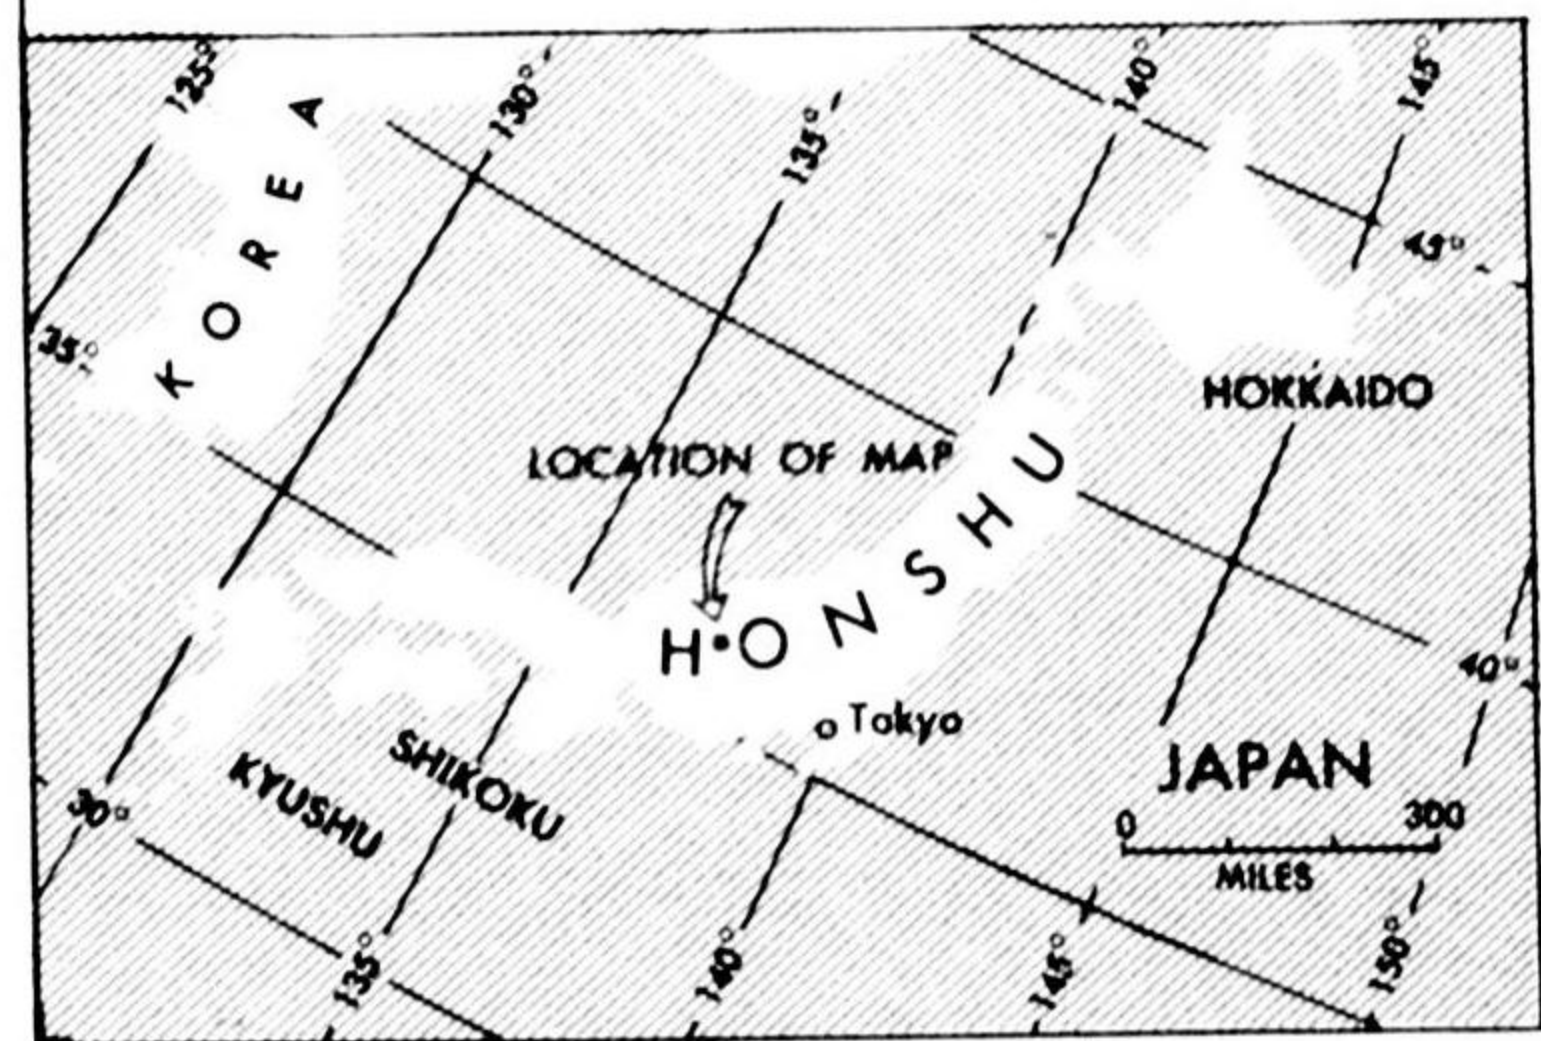 125°
130°
135°
140°
145°
KOREA
45°
35°
HOKKAIDO
LOCATION OF MAP
HONSHU
40°
Tokyo
SHIKOKU
KYUSHU
JAPAN
30°
0 300
MILES
135°
140°
145°
150°